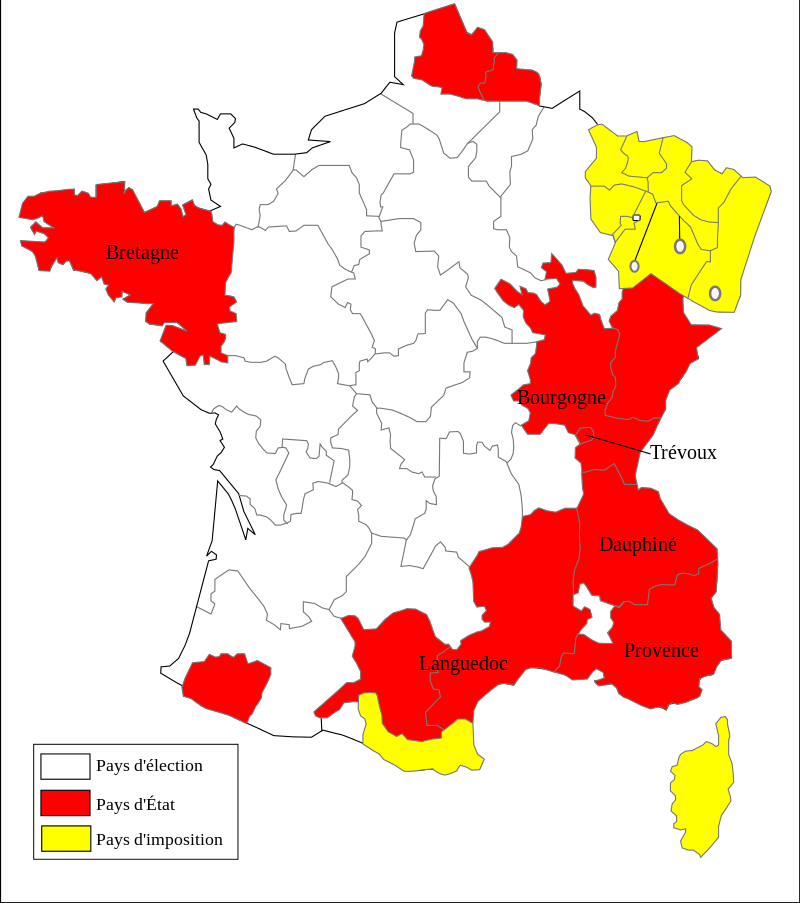 Bretagne
Bourgogne
Trévoux
Dauphiné
Provence
Languedoc
Pays d'élection
Pays d'État
Pays d'imposition